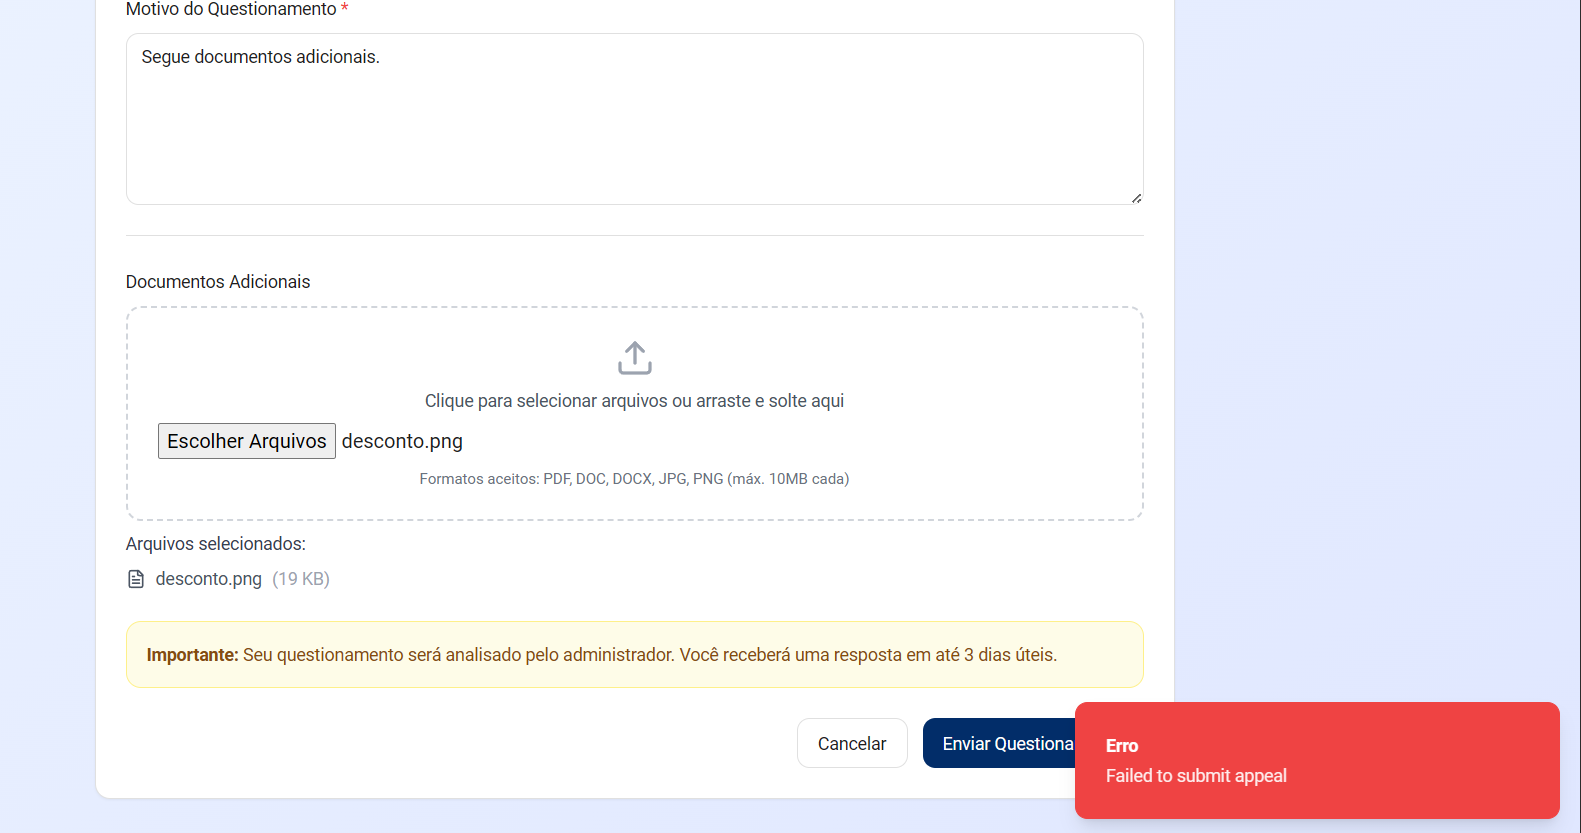 Motivo do Questionamento *
Segue documentos adicionais.
Documentos Adicionais
Clique para selecionar arquivos ou arraste e solte aqui
Escolher Arquivos desconto.png
Formatos aceitos: PDF, DOC, DOCX, JPG, PNG (máx. 10MB cada)
Arquivos selecionados:
desconto.png (19 KB)
Importante: Seu questionamento será analisado pelo administrador. Você receberá uma resposta em até 3 dias úteis.
Cancelar
Enviar Questiona
Erro
Failed to submit appeal